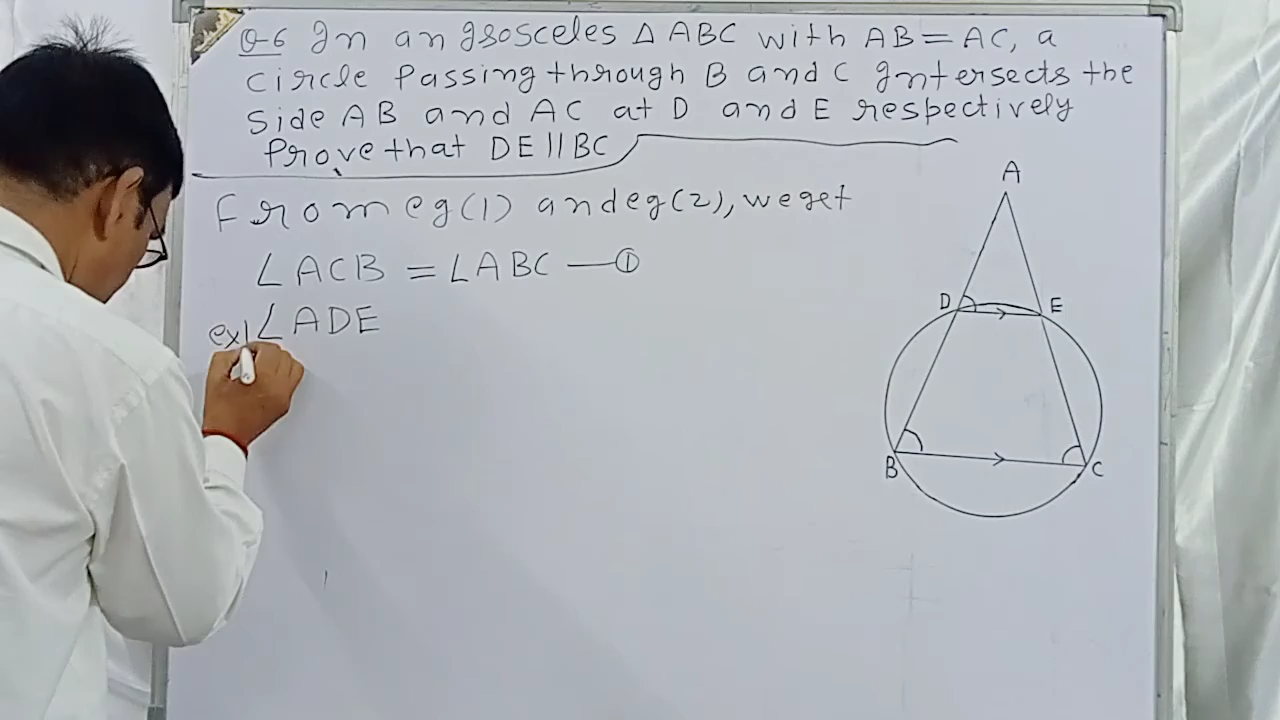 Q-6 In an Isosceles Δ ABC with AB = AC, a
circle Passing through B and C Intersects the
side AB and AC at D and E respectively
Prove that DE || BC
From eg(1) and eg(2), we get
∠ACB = ∠ABC — ①
ext ∠ADE
A
D
E
B
C